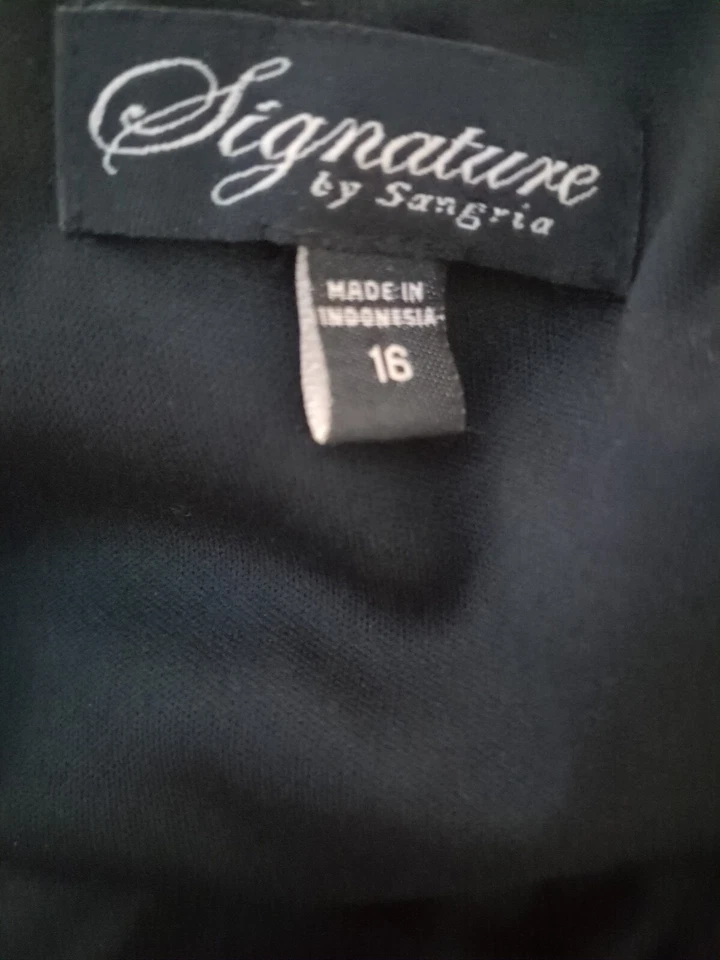 Signature
by Sangria
MADE IN
INDONESIA
16